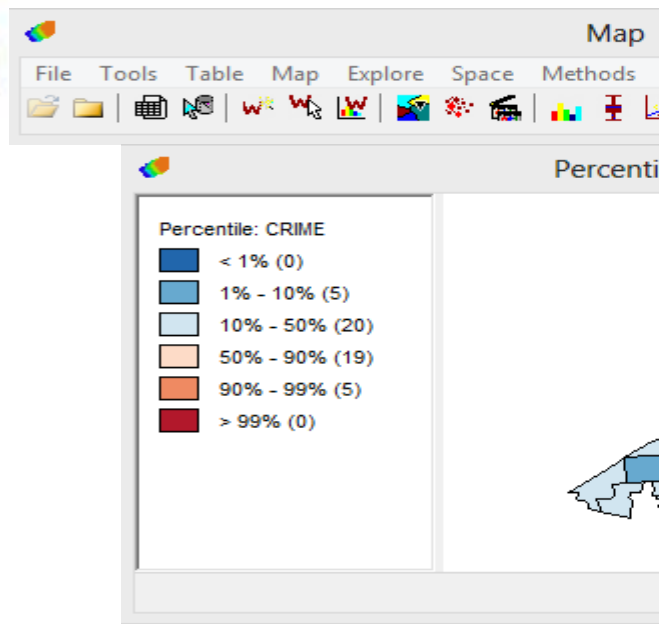 Map
File Tools Table Map Explore Space Methods
Percenti
Percentile: CRIME
< 1% (0)
1% - 10% (5)
10% - 50% (20)
50% - 90% (19)
90% - 99% (5)
> 99% (0)